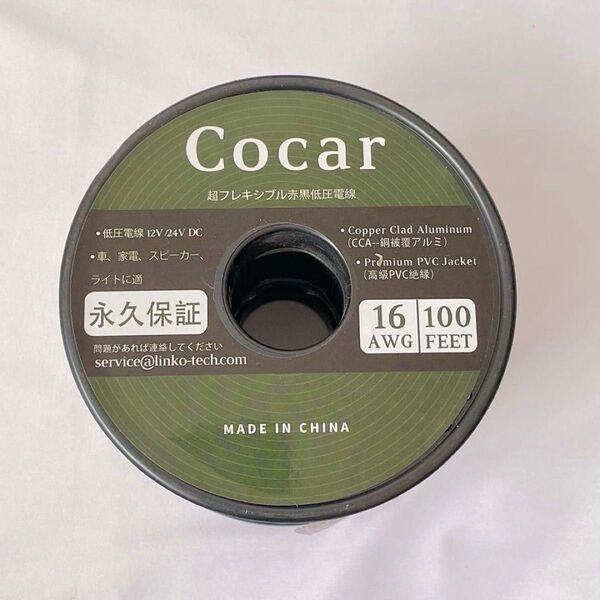 Cocar
超フレキシブル赤黒低圧電線
• 低圧電線 12V /24V DC
• 車、家電、スピーカー、
ライトに適
永久保証
問題があれば連絡してください
service@linko-tech.com
• Copper Clad Aluminum
（CCA--銅被覆アルミ）
• Premium PVC Jacket
（高級PVC绝縁）
16
AWG
100
FEET
MADE IN CHINA